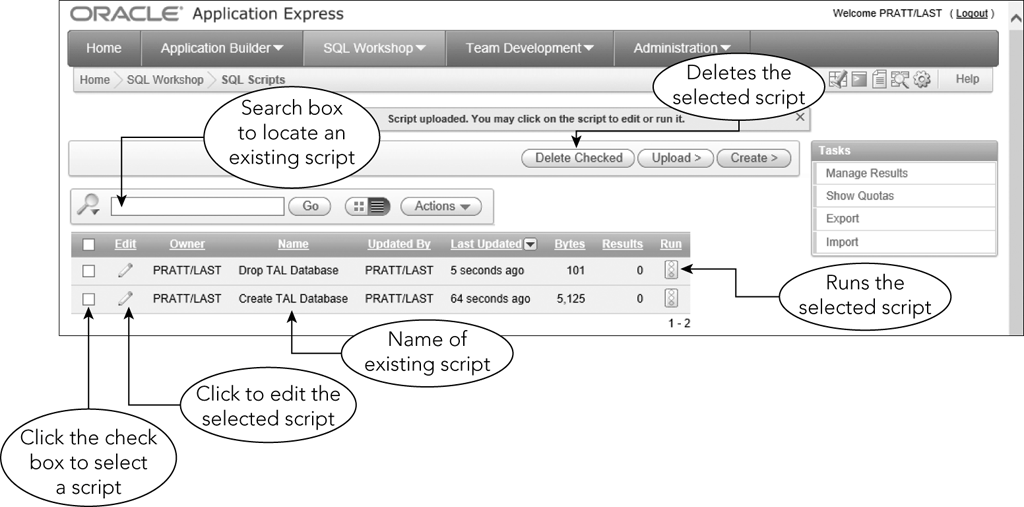 ORACLE® Application Express
Welcome PRATT/LAST ( Logout )
Home Application Builder SQL Workshop Team Development Administration
Home SQL Workshop SQL Scripts
Help
Deletes the
selected script
Search box
to locate an
existing script
Script uploaded. You may click on the script to edit or run it.
Delete Checked Upload > Create >
Tasks
Manage Results
Show Quotas
Export
Import
Go Actions
Edit Owner Name Updated By Last Updated Bytes Results Run
PRATT/LAST Drop TAL Database PRATT/LAST 5 seconds ago 101 0
PRATT/LAST Create TAL Database PRATT/LAST 64 seconds ago 5,125 0
1 - 2
Runs the
selected script
Name of
existing script
Click to edit the
selected script
Click the check
box to select
a script